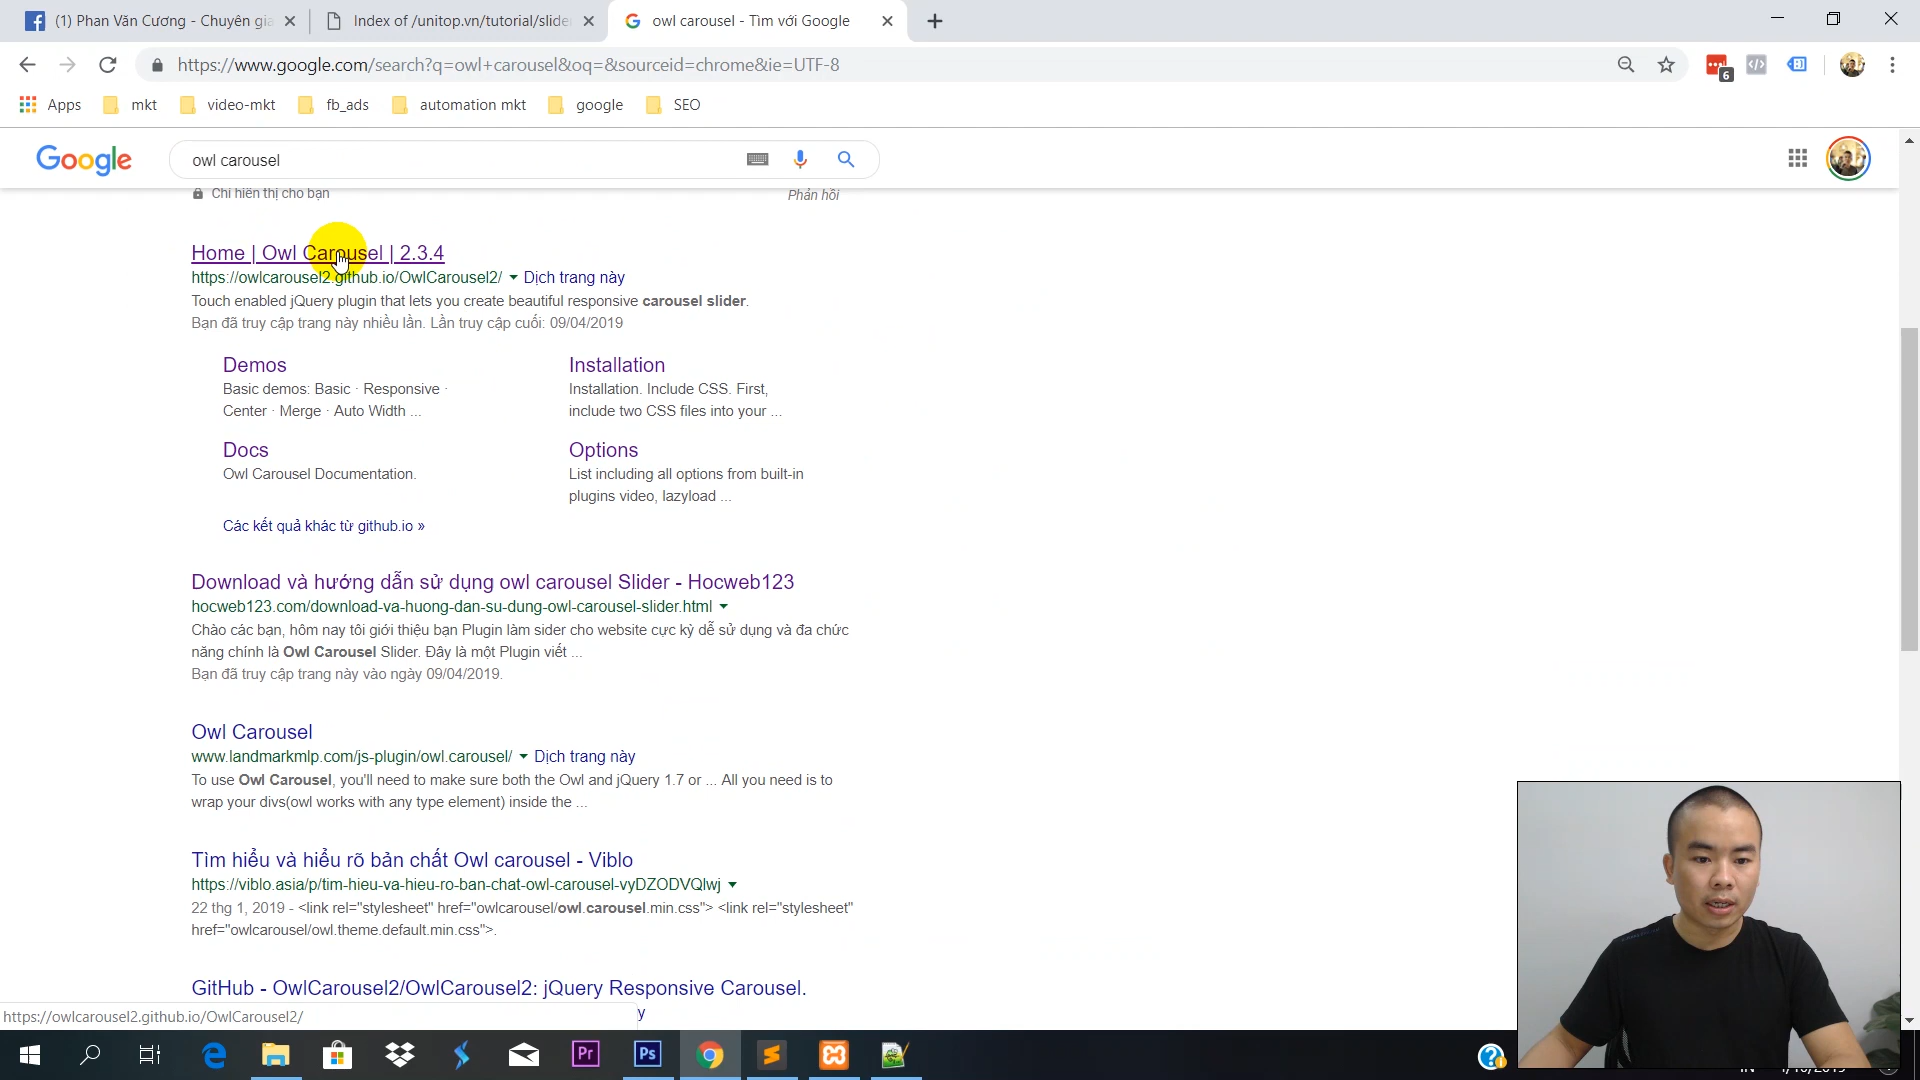 (1) Phan Văn Cương - Chuyên gia
Index of /unitop.vn/tutorial/slide
owl carousel - Tìm với Google
https://www.google.com/search?q=owl+carousel&oq=&sourceid=chrome&ie=UTF-8
6
Apps
mkt
video-mkt
fb_ads
automation mkt
google
SEO
Google
owl carousel
Chỉ hiển thị cho bạn
Phản hồi
Home | Owl Carousel | 2.3.4
https://owlcarousel2.github.io/OwlCarousel2/ Dịch trang này
Touch enabled jQuery plugin that lets you create beautiful responsive carousel slider.
Bạn đã truy cập trang này nhiều lần. Lần truy cập cuối: 09/04/2019
Demos
Basic demos: Basic · Responsive ·
Center · Merge · Auto Width ...
Installation
Installation. Include CSS. First,
include two CSS files into your ...
Docs
Owl Carousel Documentation.
Options
List including all options from built-in
plugins video, lazyload ...
Các kết quả khác từ github.io »
Download và hướng dẫn sử dụng owl carousel Slider - Hocweb123
hocweb123.com/download-va-huong-dan-su-dung-owl-carousel-slider.html
Chào các bạn, hôm nay tôi giới thiệu bạn Plugin làm sider cho website cực kỳ dễ sử dụng và đa chức
năng chính là Owl Carousel Slider. Đây là một Plugin viết ...
Bạn đã truy cập trang này vào ngày 09/04/2019.
Owl Carousel
www.landmarkmlp.com/js-plugin/owl.carousel/ Dịch trang này
To use Owl Carousel, you'll need to make sure both the Owl and jQuery 1.7 or ... All you need is to
wrap your divs(owl works with any type element) inside the ...
Tìm hiểu và hiểu rõ bản chất Owl carousel - Viblo
https://viblo.asia/p/tim-hieu-va-hieu-ro-ban-chat-owl-carousel-vyDZODVQlwj
22 thg 1, 2019 - <link rel="stylesheet" href="owlcarousel/owl.carousel.min.css"> <link rel="stylesheet"
href="owlcarousel/owl.theme.default.min.css">.
GitHub - OwlCarousel2/OwlCarousel2: jQuery Responsive Carousel.
https://owlcarousel2.github.io/OwlCarousel2/
Pr
Ps